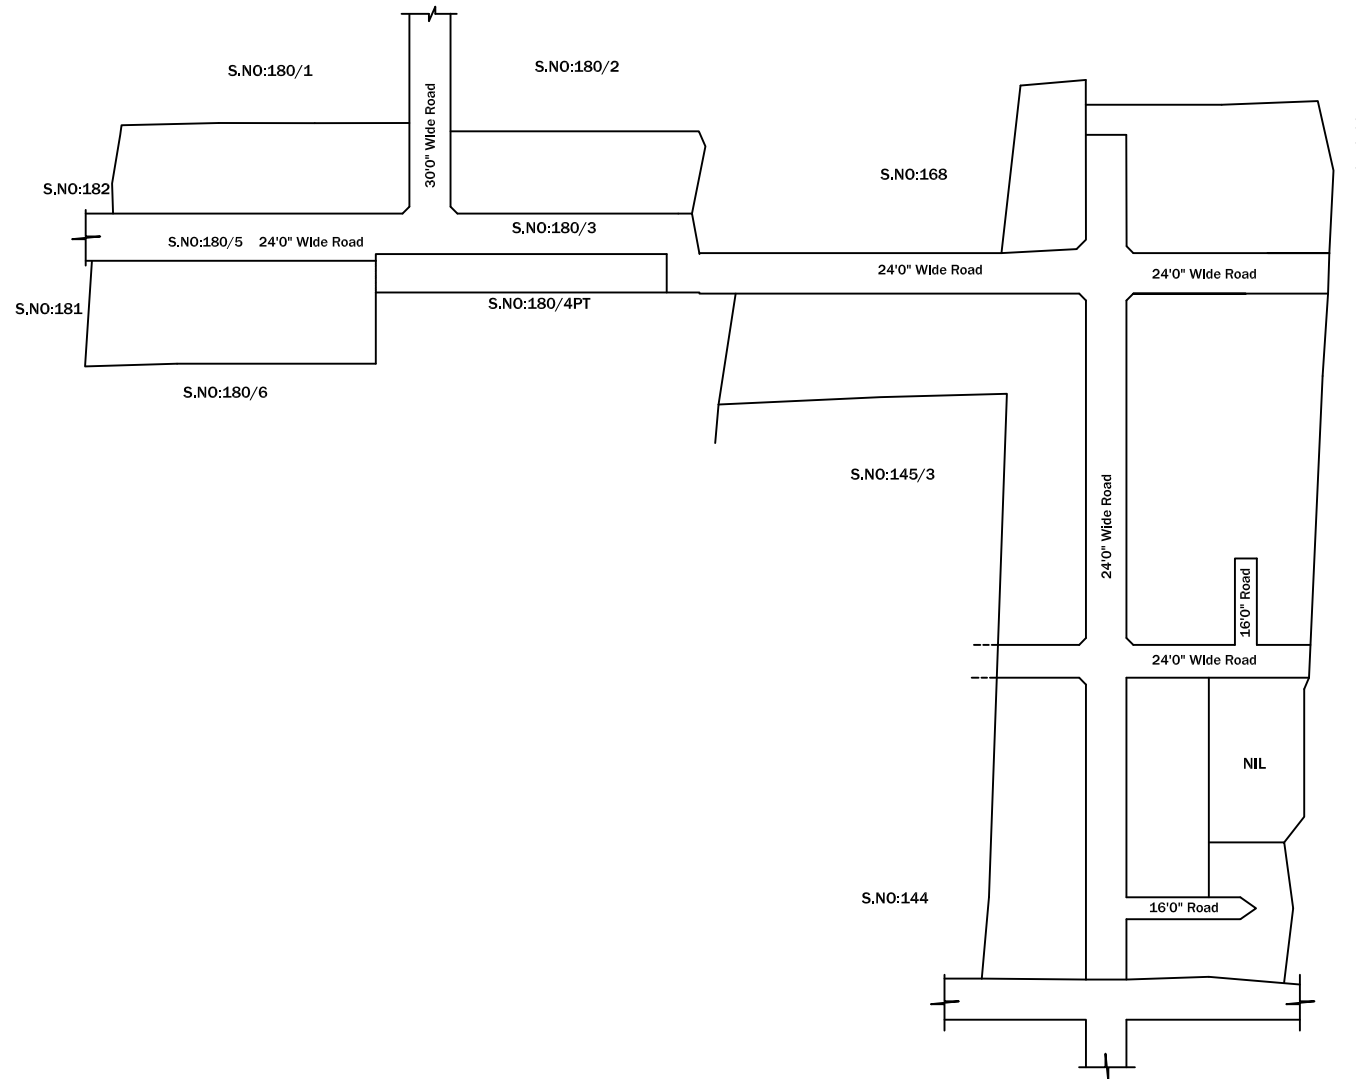 S.NO:180/1
S.NO:180/2
30'0" Wide Road
S.NO:168
S.NO:182
S.NO:180/3
S.NO:180/5
24'0" Wide Road
24'0" Wide Road
24'0" Wide Road
S.NO:181
S.NO:180/4PT
S.NO:180/6
S.NO:145/3
24'0" Wide Road
16'0" Road
24'0" Wide Road
NIL
S.NO:144
16'0" Road